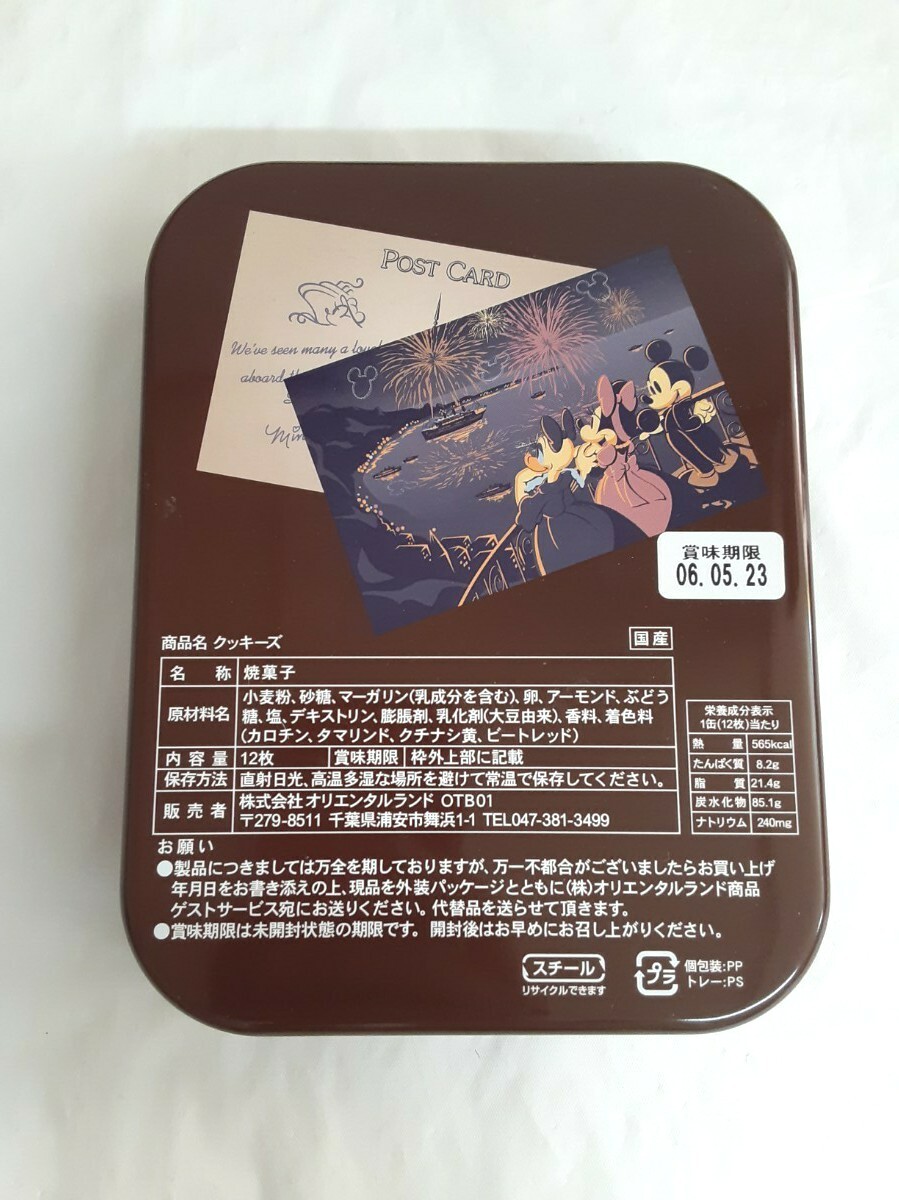 POST CARD
We've seen many a
aboard
賞味期限
06.05.23
商品名 クッキーズ
国産
名 称 焼菓子
原材料名 小麦粉、砂糖、マーガリン(乳成分を含む)、卵、アーモンド、ぶどう
糖、塩、デキストリン、膨脹剤、乳化剤(大豆由来)、香料、着色料
(カロチン、タマリンド、クチナシ黄、ビートレッド)
内容量 12枚 賞味期限 枠外上部に記載
保存方法 直射日光、高温多湿な場所を避けて常温で保存してください。
販売者 株式会社オリエンタルランド OTB01
〒279-8511 千葉県浦安市舞浜1-1 TEL047-381-3499
栄養成分表示
1缶(12枚)当たり
熱 量 565kcal
たんぱく質 8.2g
脂 質 21.4g
炭水化物 85.1g
ナトリウム 240mg
お願い
●製品につきましては万全を期しておりますが、万一不都合がございましたらお買い上げ
年月日をお書き添えの上、現品を外装パッケージとともに(株)オリエンタルランド商品
ゲストサービス宛にお送りください。代替品を送らせて頂きます。
●賞味期限は未開封状態の期限です。開封後はお早めにお召し上がりください。
スチール
リサイクルできます
プラ
個包装:PP
トレー:PS